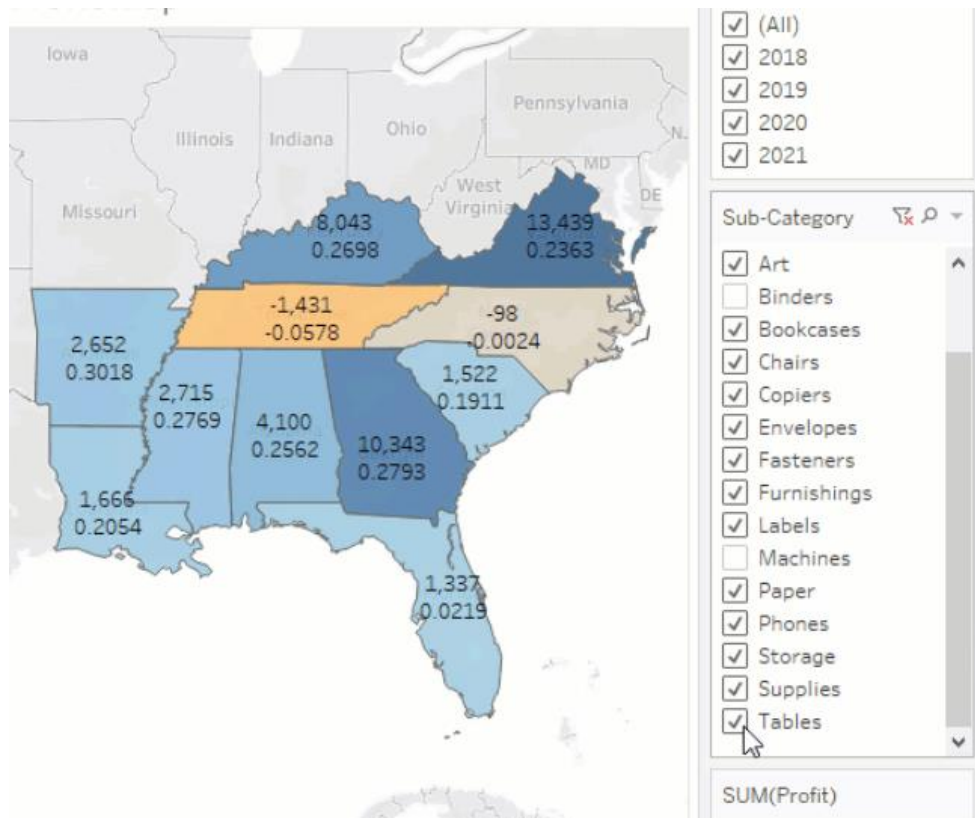 Iowa
Illinois
Indiana
Ohio
Pennsylvania
N.
MD
West
Virginia
DE
Missouri
8,043
0.2698
13,439
0.2363
-1,431
-0.0578
-98
-0.0024
2,652
0.3018
2,715
0.2769
4,100
0.2562
10,343
0.2793
1,522
0.1911
1,666
0.2054
1,337
0.0219
(All)
2018
2019
2020
2021
Sub-Category
Art
Binders
Bookcases
Chairs
Copiers
Envelopes
Fasteners
Furnishings
Labels
Machines
Paper
Phones
Storage
Supplies
Tables
SUM(Profit)